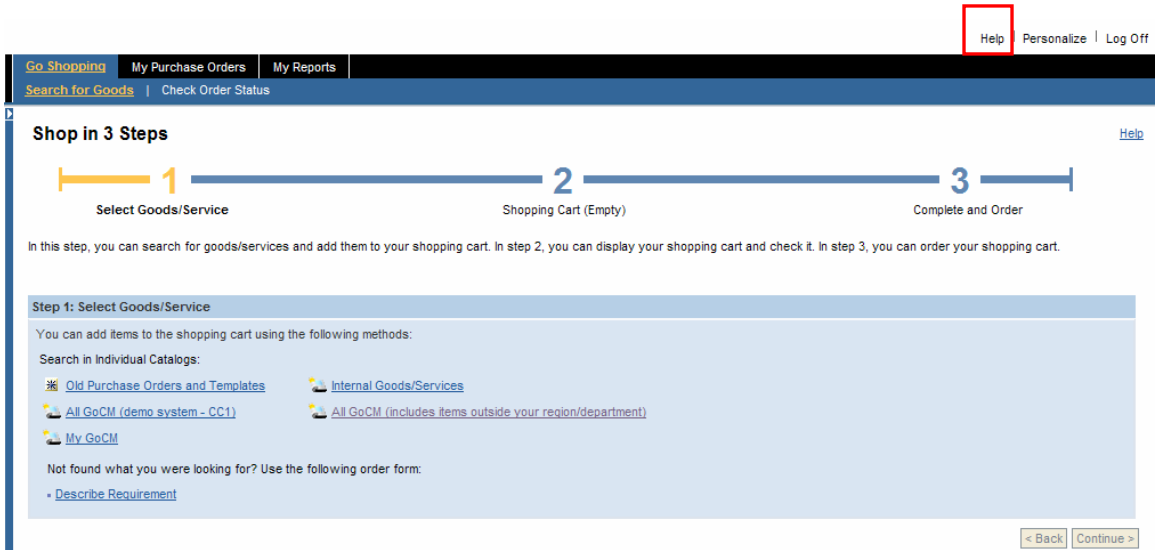 Help | Personalize | Log Off
Go Shopping My Purchase Orders My Reports
Search for Goods | Check Order Status
Shop in 3 Steps
Help
1 2 3
Select Goods/Service Shopping Cart (Empty) Complete and Order
In this step, you can search for goods/services and add them to your shopping cart. In step 2, you can display your shopping cart and check it. In step 3, you can order your shopping cart.
Step 1: Select Goods/Service
You can add items to the shopping cart using the following methods:
Search in Individual Catalogs:
Old Purchase Orders and Templates Internal Goods/Services
All GoCM (demo system - CC1) All GoCM (includes items outside your region/department)
My GoCM
Not found what you were looking for? Use the following order form:
Describe Requirement
< Back Continue >